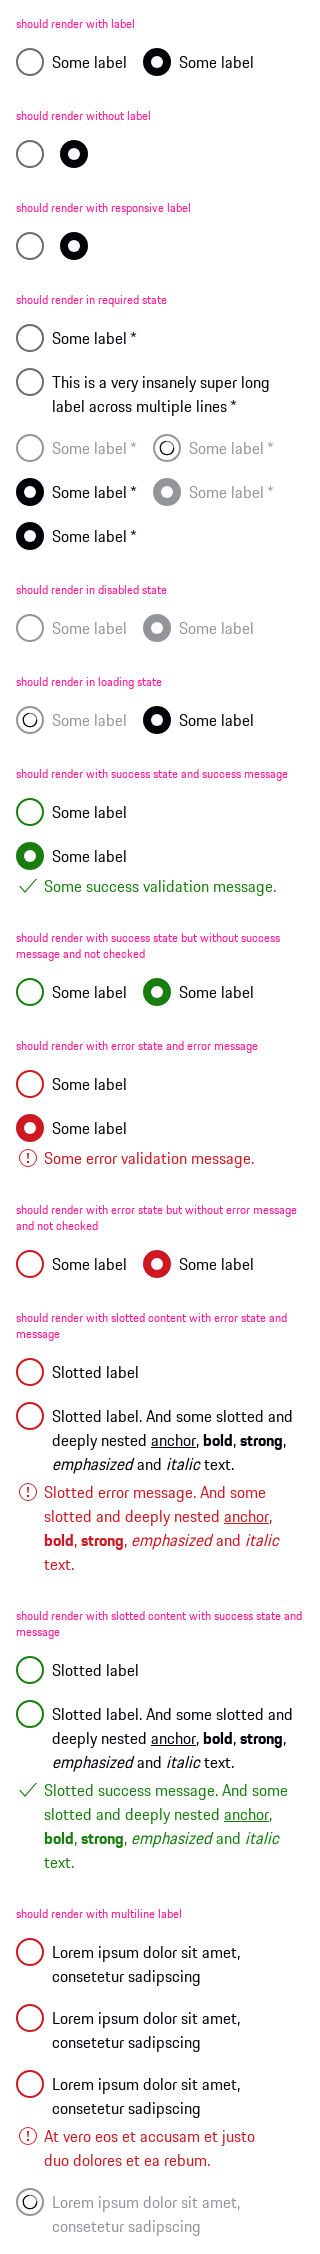 should render with label
Some label Some label
should render without label
should render with responsive label
should render in required state
Some label *
This is a very insanely super long
label across multiple lines *
Some label * Some label *
Some label * Some label *
Some label *
should render in disabled state
Some label Some label
should render in loading state
Some label Some label
should render with success state and success message
Some label
Some label
Some success validation message.
should render with success state but without success
message and not checked
Some label Some label
should render with error state and error message
Some label
Some label
Some error validation message.
should render with error state but without error message
and not checked
Some label Some label
should render with slotted content with error state and
message
Slotted label
Slotted label. And some slotted and
deeply nested anchor, bold, strong,
emphasized and italic text.
Slotted error message. And some
slotted and deeply nested anchor,
bold, strong, emphasized and italic
text.
should render with slotted content with success state and
message
Slotted label
Slotted label. And some slotted and
deeply nested anchor, bold, strong,
emphasized and italic text.
Slotted success message. And some
slotted and deeply nested anchor,
bold, strong, emphasized and italic
text.
should render with multiline label
Lorem ipsum dolor sit amet,
consetetur sadipscing
Lorem ipsum dolor sit amet,
consetetur sadipscing
Lorem ipsum dolor sit amet,
consetetur sadipscing
At vero eos et accusam et justo
duo dolores et ea rebum.
Lorem ipsum dolor sit amet,
consetetur sadipscing